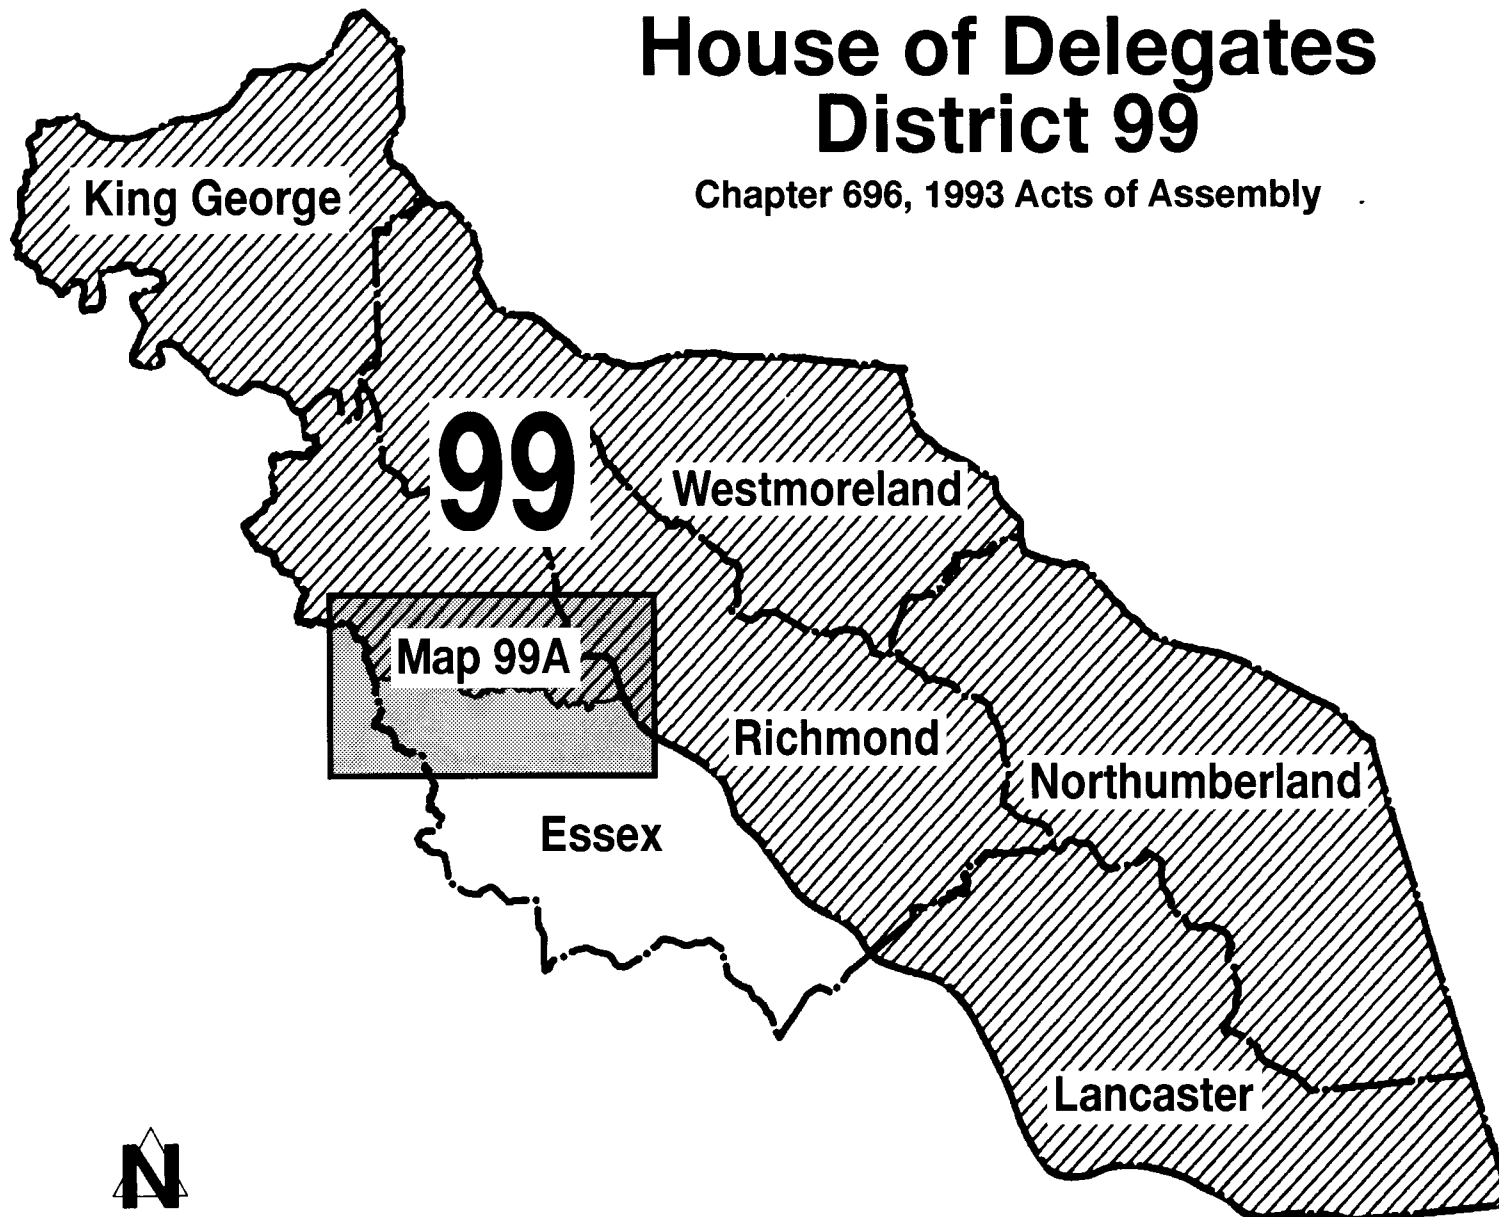 House of Delegates
District 99
Chapter 696, 1993 Acts of Assembly
King George
99
Westmoreland
Map 99A
Richmond
Northumberland
Essex
Lancaster
N